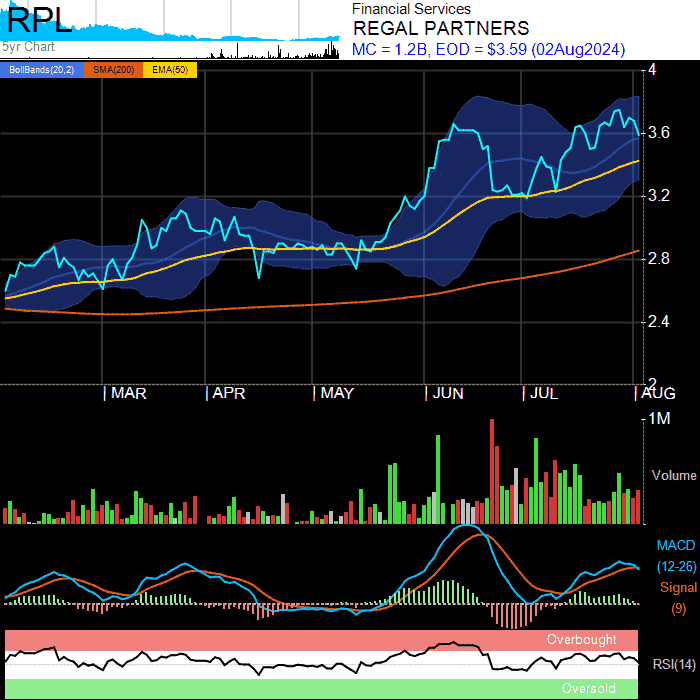 RPL
5yr Chart
Financial Services
REGAL PARTNERS
MC = 1.2B, EOD = $3.59 (02Aug2024)
BollBands(20,2) SMA(200) EMA(50)
4
3.6
3.2
2.8
2.4
2
MAR APR MAY JUN JUL AUG
1M
Volume
MACD
(12-26)
Signal
(9)
Overbought
RSI(14)
Oversold